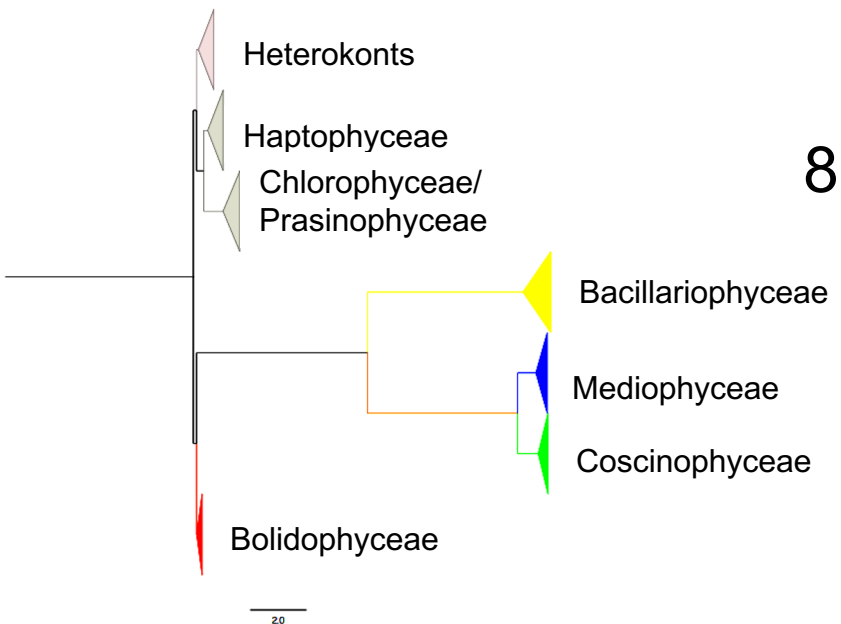 Heterokonts
Haptophyceae
Chlorophyceae/
Prasinophyceae
8
Bacillariophyceae
Mediophyceae
Coscinophyceae
Bolidophyceae
2.0